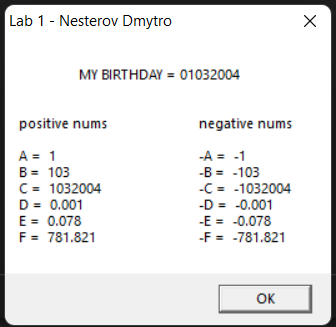 Lab 1 - Nesterov Dmytro
MY BIRTHDAY = 01032004
positive nums negative nums
A = 1 -A = -1
B = 103 -B = -103
C = 1032004 -C = -1032004
D = 0.001 -D = -0.001
E = 0.078 -E = -0.078
F = 781.821 -F = -781.821
OK